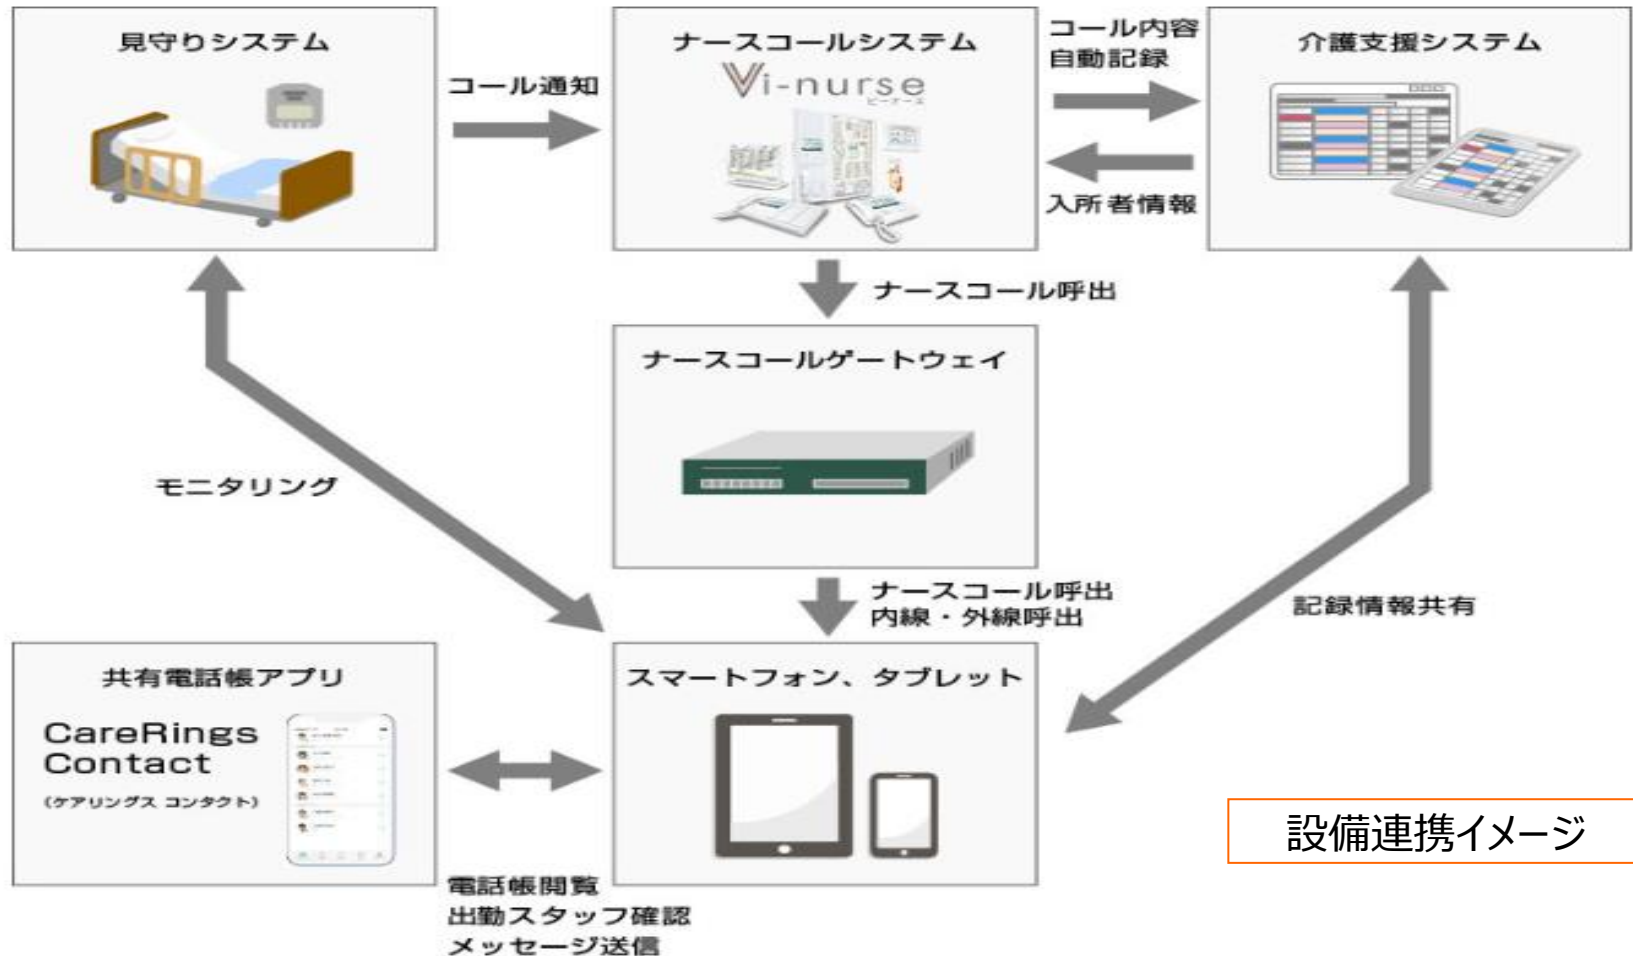 見守りシステム
コール通知
ナースコールシステム
Vi-nurse
ビーナース
コール内容
自動記録
入所者情報
介護支援システム
ナースコール呼出
ナースコールゲートウェイ
モニタリング
ナースコール呼出
内線・外線呼出
記録情報共有
共有電話帳アプリ
CareRings
Contact
(ケアリングス コンタクト)
スマートフォン、タブレット
電話帳閲覧
出勤スタッフ確認
メッセージ送信
設備連携イメージ